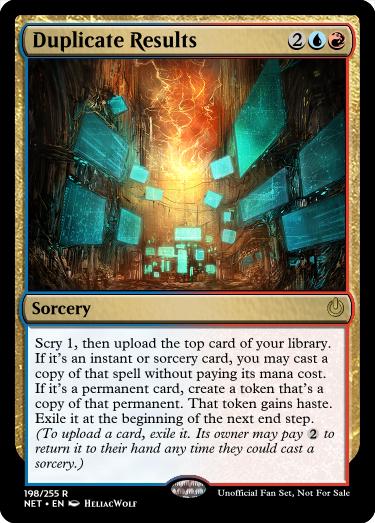 Duplicate Results 2
Sorcery
Scry 1, then upload the top card of your library.
If it's an instant or sorcery card, you may cast a
copy of that spell without paying its mana cost.
If it's a permanent card, create a token that's a
copy of that permanent. That token gains haste.
Exile it at the beginning of the next end step.
(To upload a card, exile it. Its owner may pay 2 to
return it to their hand any time they could cast a
sorcery.)
198/255 R
NET • EN HELIACWOLF
Unofficial Fan Set, Not For Sale